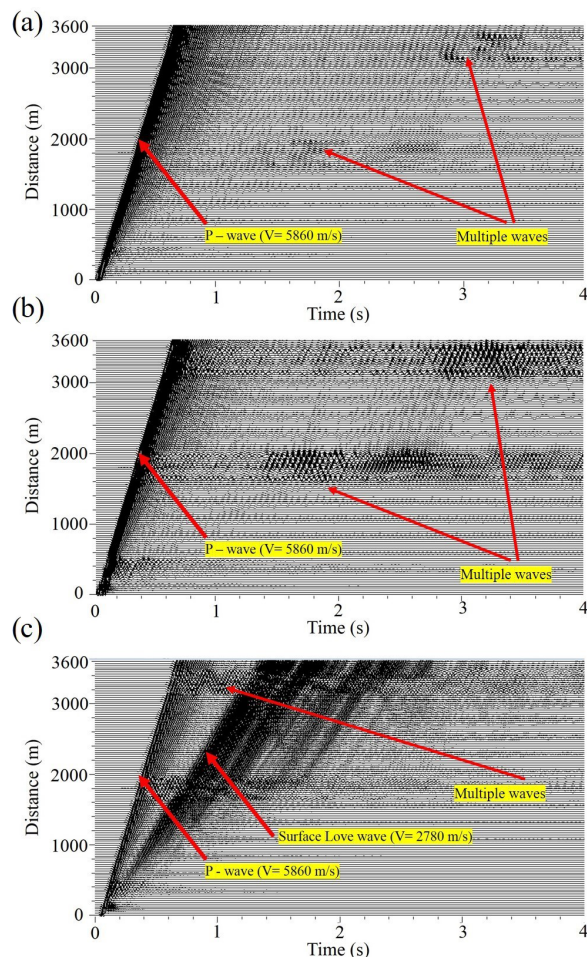 (a)
3600
3000
2000
1000
0
Distance (m)
P – wave (V= 5860 m/s)
Multiple waves
0 1 2 3 4
Time (s)
(b)
3600
3000
2000
1000
0
Distance (m)
P – wave (V= 5860 m/s)
Multiple waves
0 1 2 3 4
Time (s)
(c)
3600
3000
2000
1000
0
Distance (m)
Multiple waves
Surface Love wave (V= 2780 m/s)
P - wave (V= 5860 m/s)
0 1 2 3 4
Time (s)